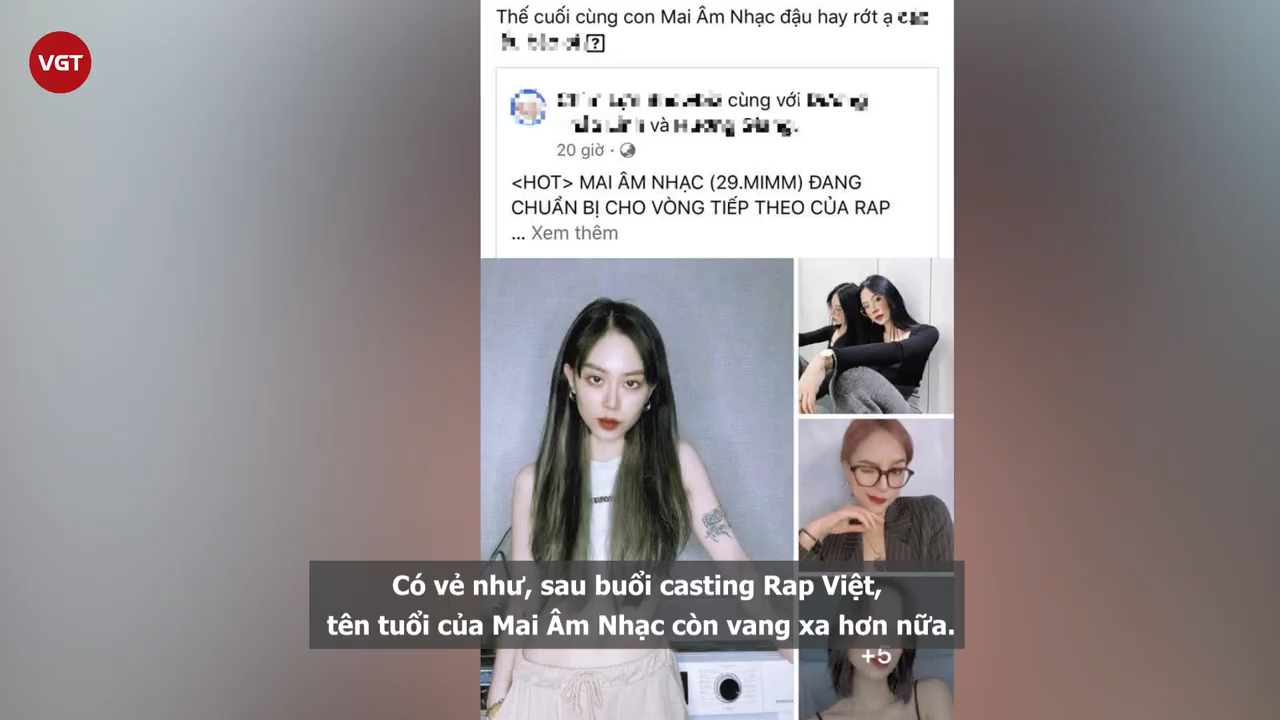 Thế cuối cùng con Mai Âm Nhạc đậu hay rớt ạ
VGT
cùng với
và
20 giờ ·
<HOT> MAI ÂM NHẠC (29.MIMM) ĐANG
CHUẨN BỊ CHO VÒNG TIẾP THEO CỦA RAP
... Xem thêm
Có vẻ như, sau buổi casting Rap Việt,
tên tuổi của Mai Âm Nhạc còn vang xa hơn nữa.
+5